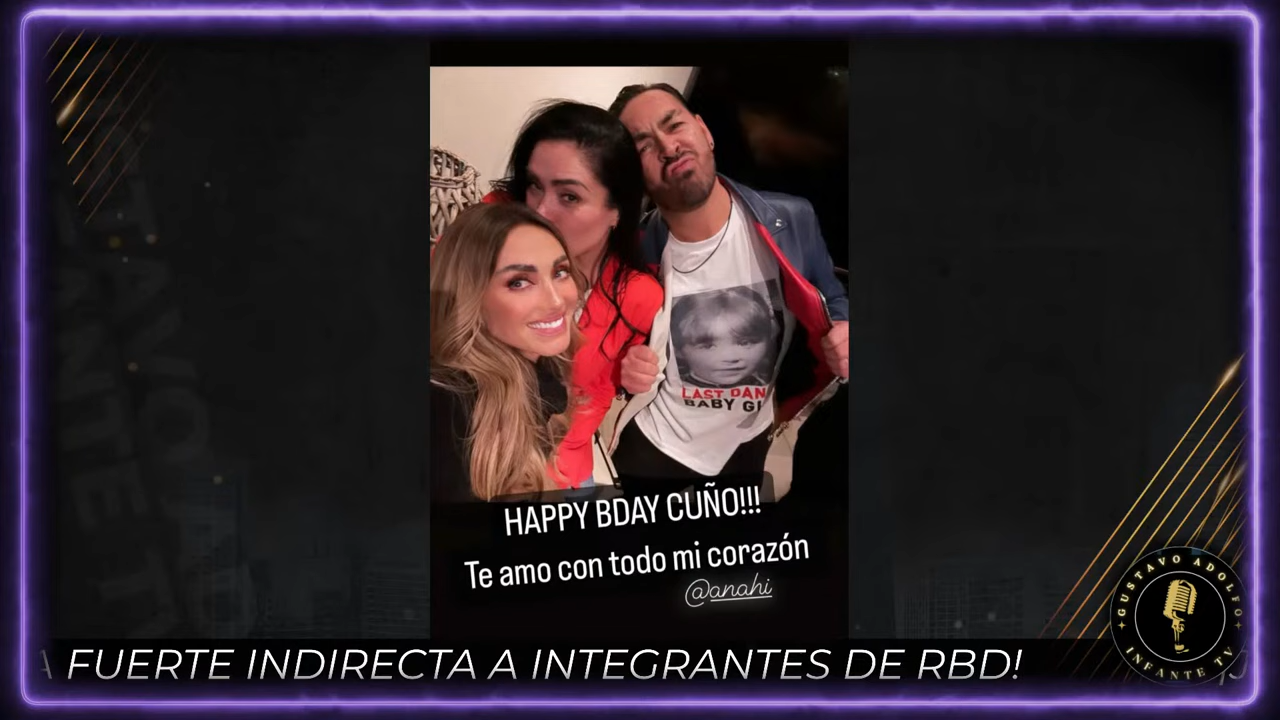 LAST DAN
BABY GI
HAPPY BDAY CUÑO!!!
Te amo con todo mi corazón
@anahi
A FUERTE INDIRECTA A INTEGRANTES DE RBD!
GUSTAVO ADOLFO
INFANTE TV